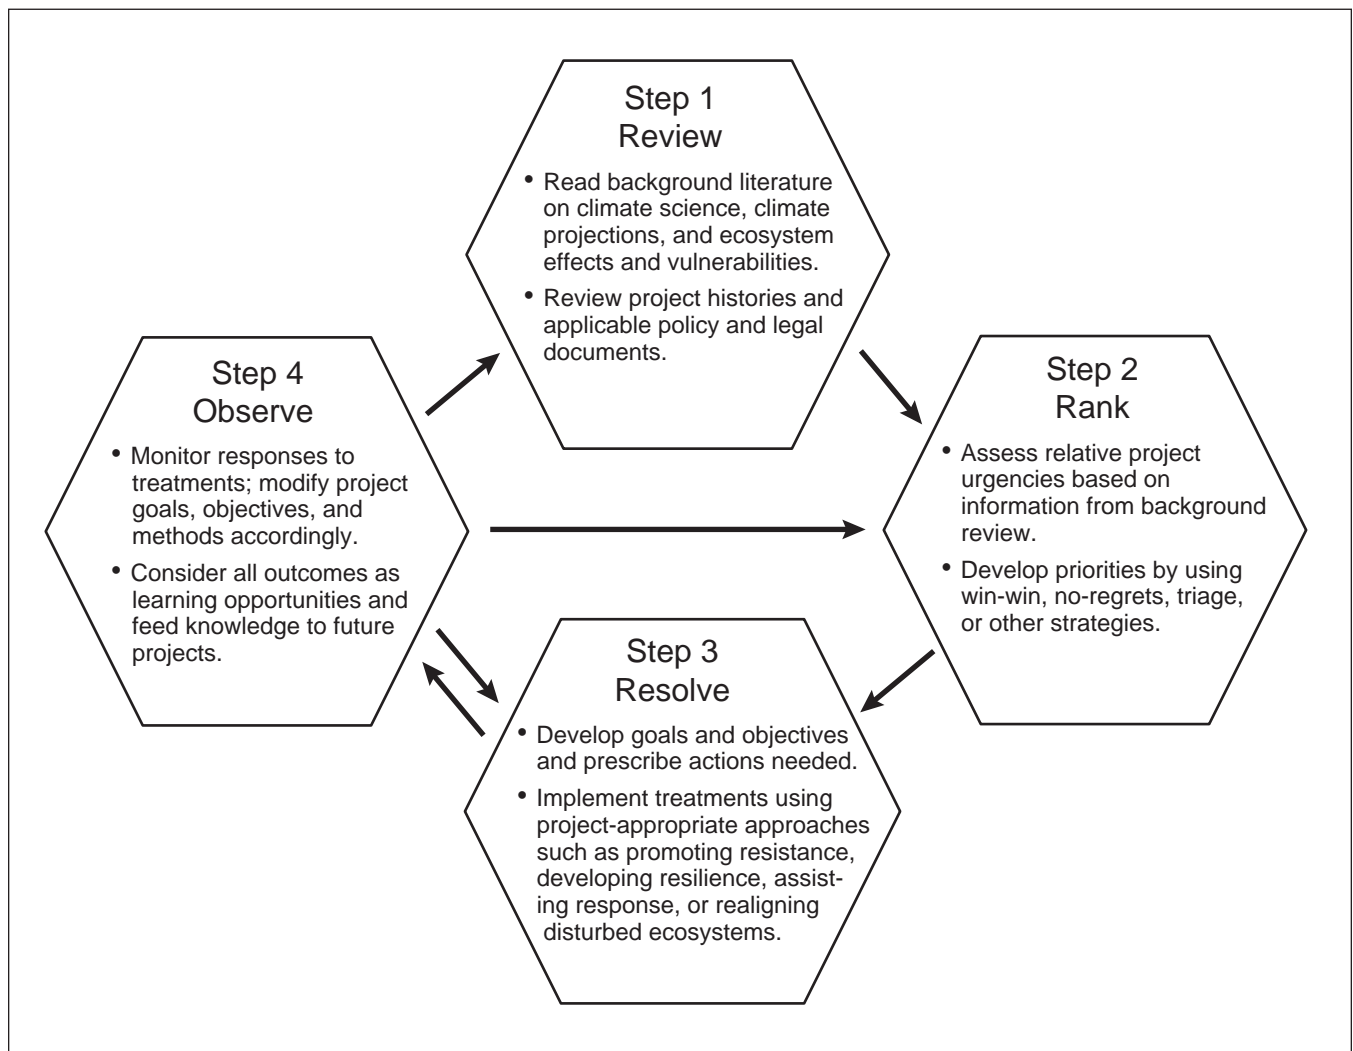 Step 1
Review
• Read background literature
on climate science, climate
projections, and ecosystem
effects and vulnerabilities.
• Review project histories and
applicable policy and legal
documents.
Step 2
Rank
• Assess relative project
urgencies based on
information from background
review.
• Develop priorities by using
win-win, no-regrets, triage,
or other strategies.
Step 3
Resolve
• Develop goals and objectives
and prescribe actions needed.
• Implement treatments using
project-appropriate approaches
such as promoting resistance,
developing resilience, assist-
ing response, or realigning
disturbed ecosystems.
Step 4
Observe
• Monitor responses to
treatments; modify project
goals, objectives, and
methods accordingly.
• Consider all outcomes as
learning opportunities and
feed knowledge to future
projects.